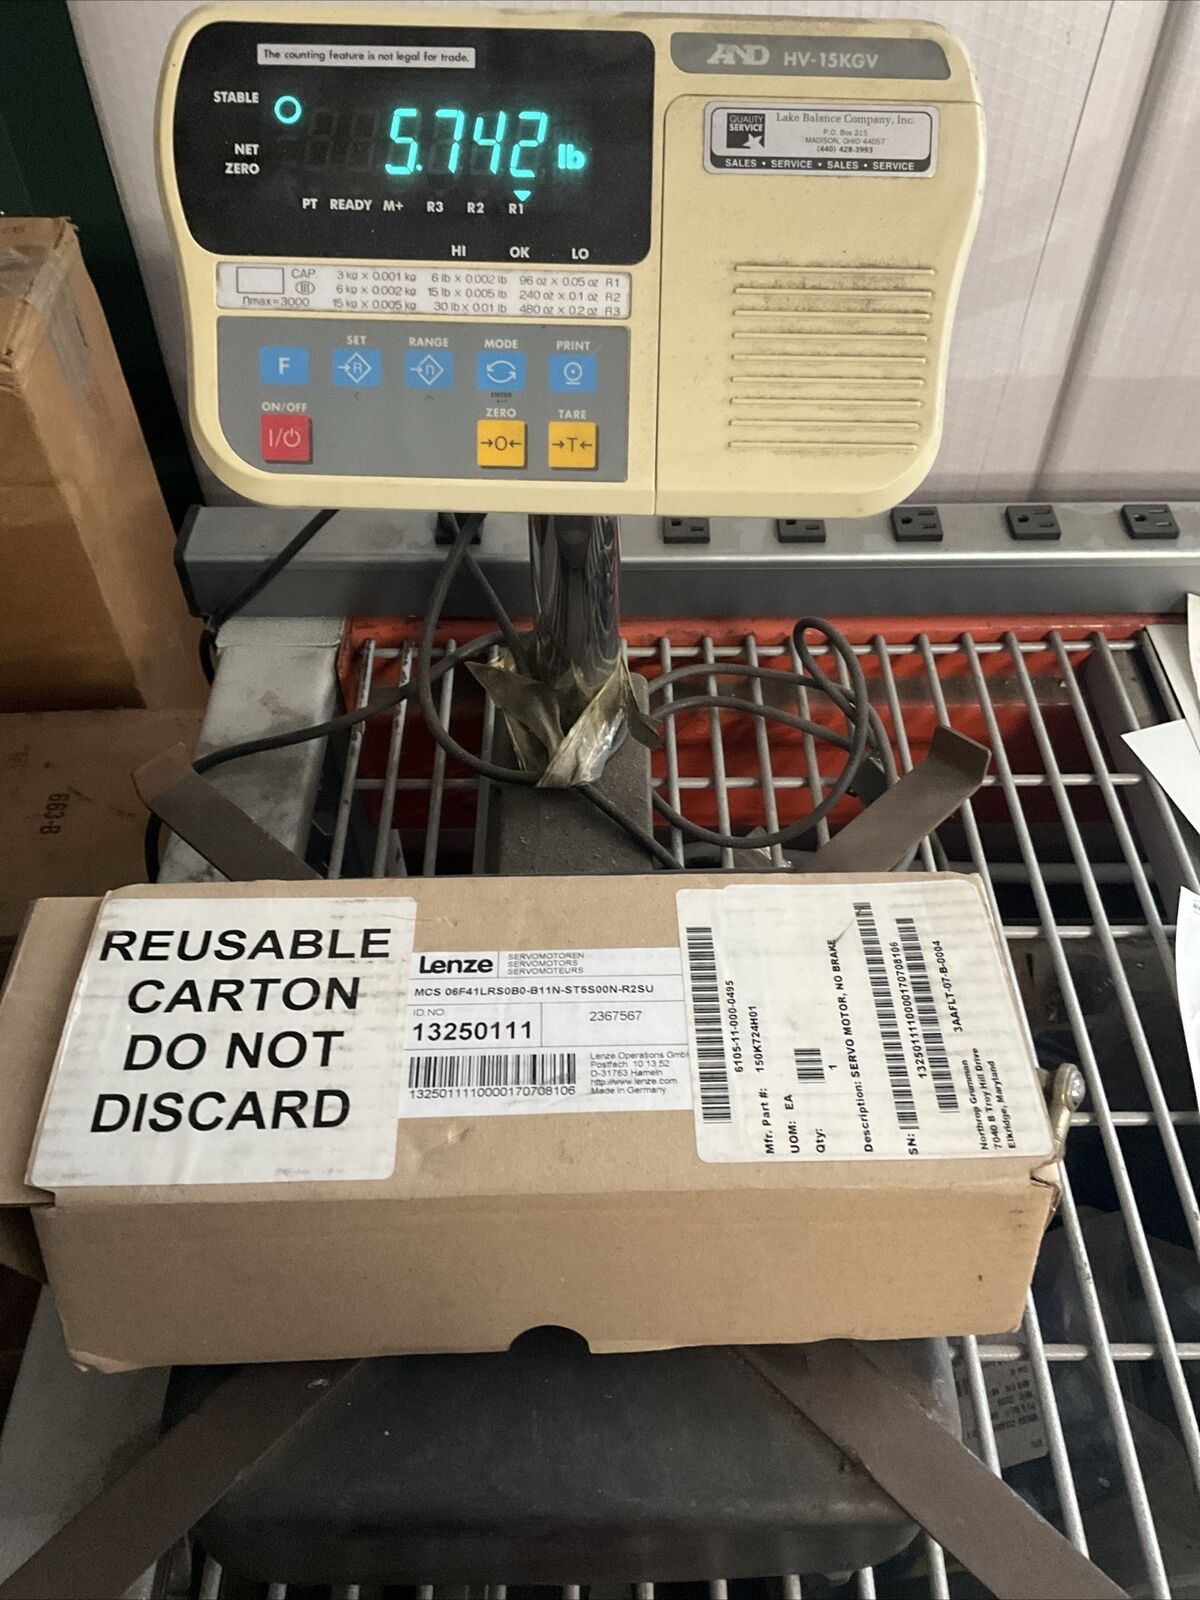 The counting feature is not legal for trade.
AND HV-15KGV
STABLE
5.742 lb
NET
ZERO
PT READY M+ R3 R2 R1
HI OK LO
QUALITY
SERVICE
Lake Balance Company, Inc.
P.O. Box 215
MADISON, OHIO 44057
(440) 428-3993
SALES • SERVICE • SALES • SERVICE
CAP. 3 kg x 0.001 kg 6 lb x 0.002 lb 96 oz x 0.05 oz R1
III 6 kg x 0.002 kg 15 lb x 0.005 lb 240 oz x 0.1 oz R2
nmax=3000 15 kg x 0.005 kg 30 lb x 0.01 lb 480 oz x 0.2 oz R3
SET RANGE MODE PRINT
F R n
ENTER
ON/OFF ZERO TARE
I/ →O← →T←
663-B
REUSABLE
CARTON
DO NOT
DISCARD
Lenze
SERVOMOTOREN
SERVOMOTORS
SERVOMOTEURS
MCS 06F41LRS0B0-B11N-ST5S00N-R2SU
ID.NO.
13250111
2367567
1325011110000170708106
Lenze Operations GmbH
Postfach 10 13 52
D-31763 Hameln
http://www.lenze.com
Made in Germany
6105-11-000-0495
Mfr. Part #: 150K724H01
UOM: EA
Qty: 1
Description: SERVO MOTOR, NO BRAKE
SN:
1325011110000170708106
3AAFLT-07-B-0004
Northrop Grumman
7040 B Troy Hill Drive
Elkridge, Maryland